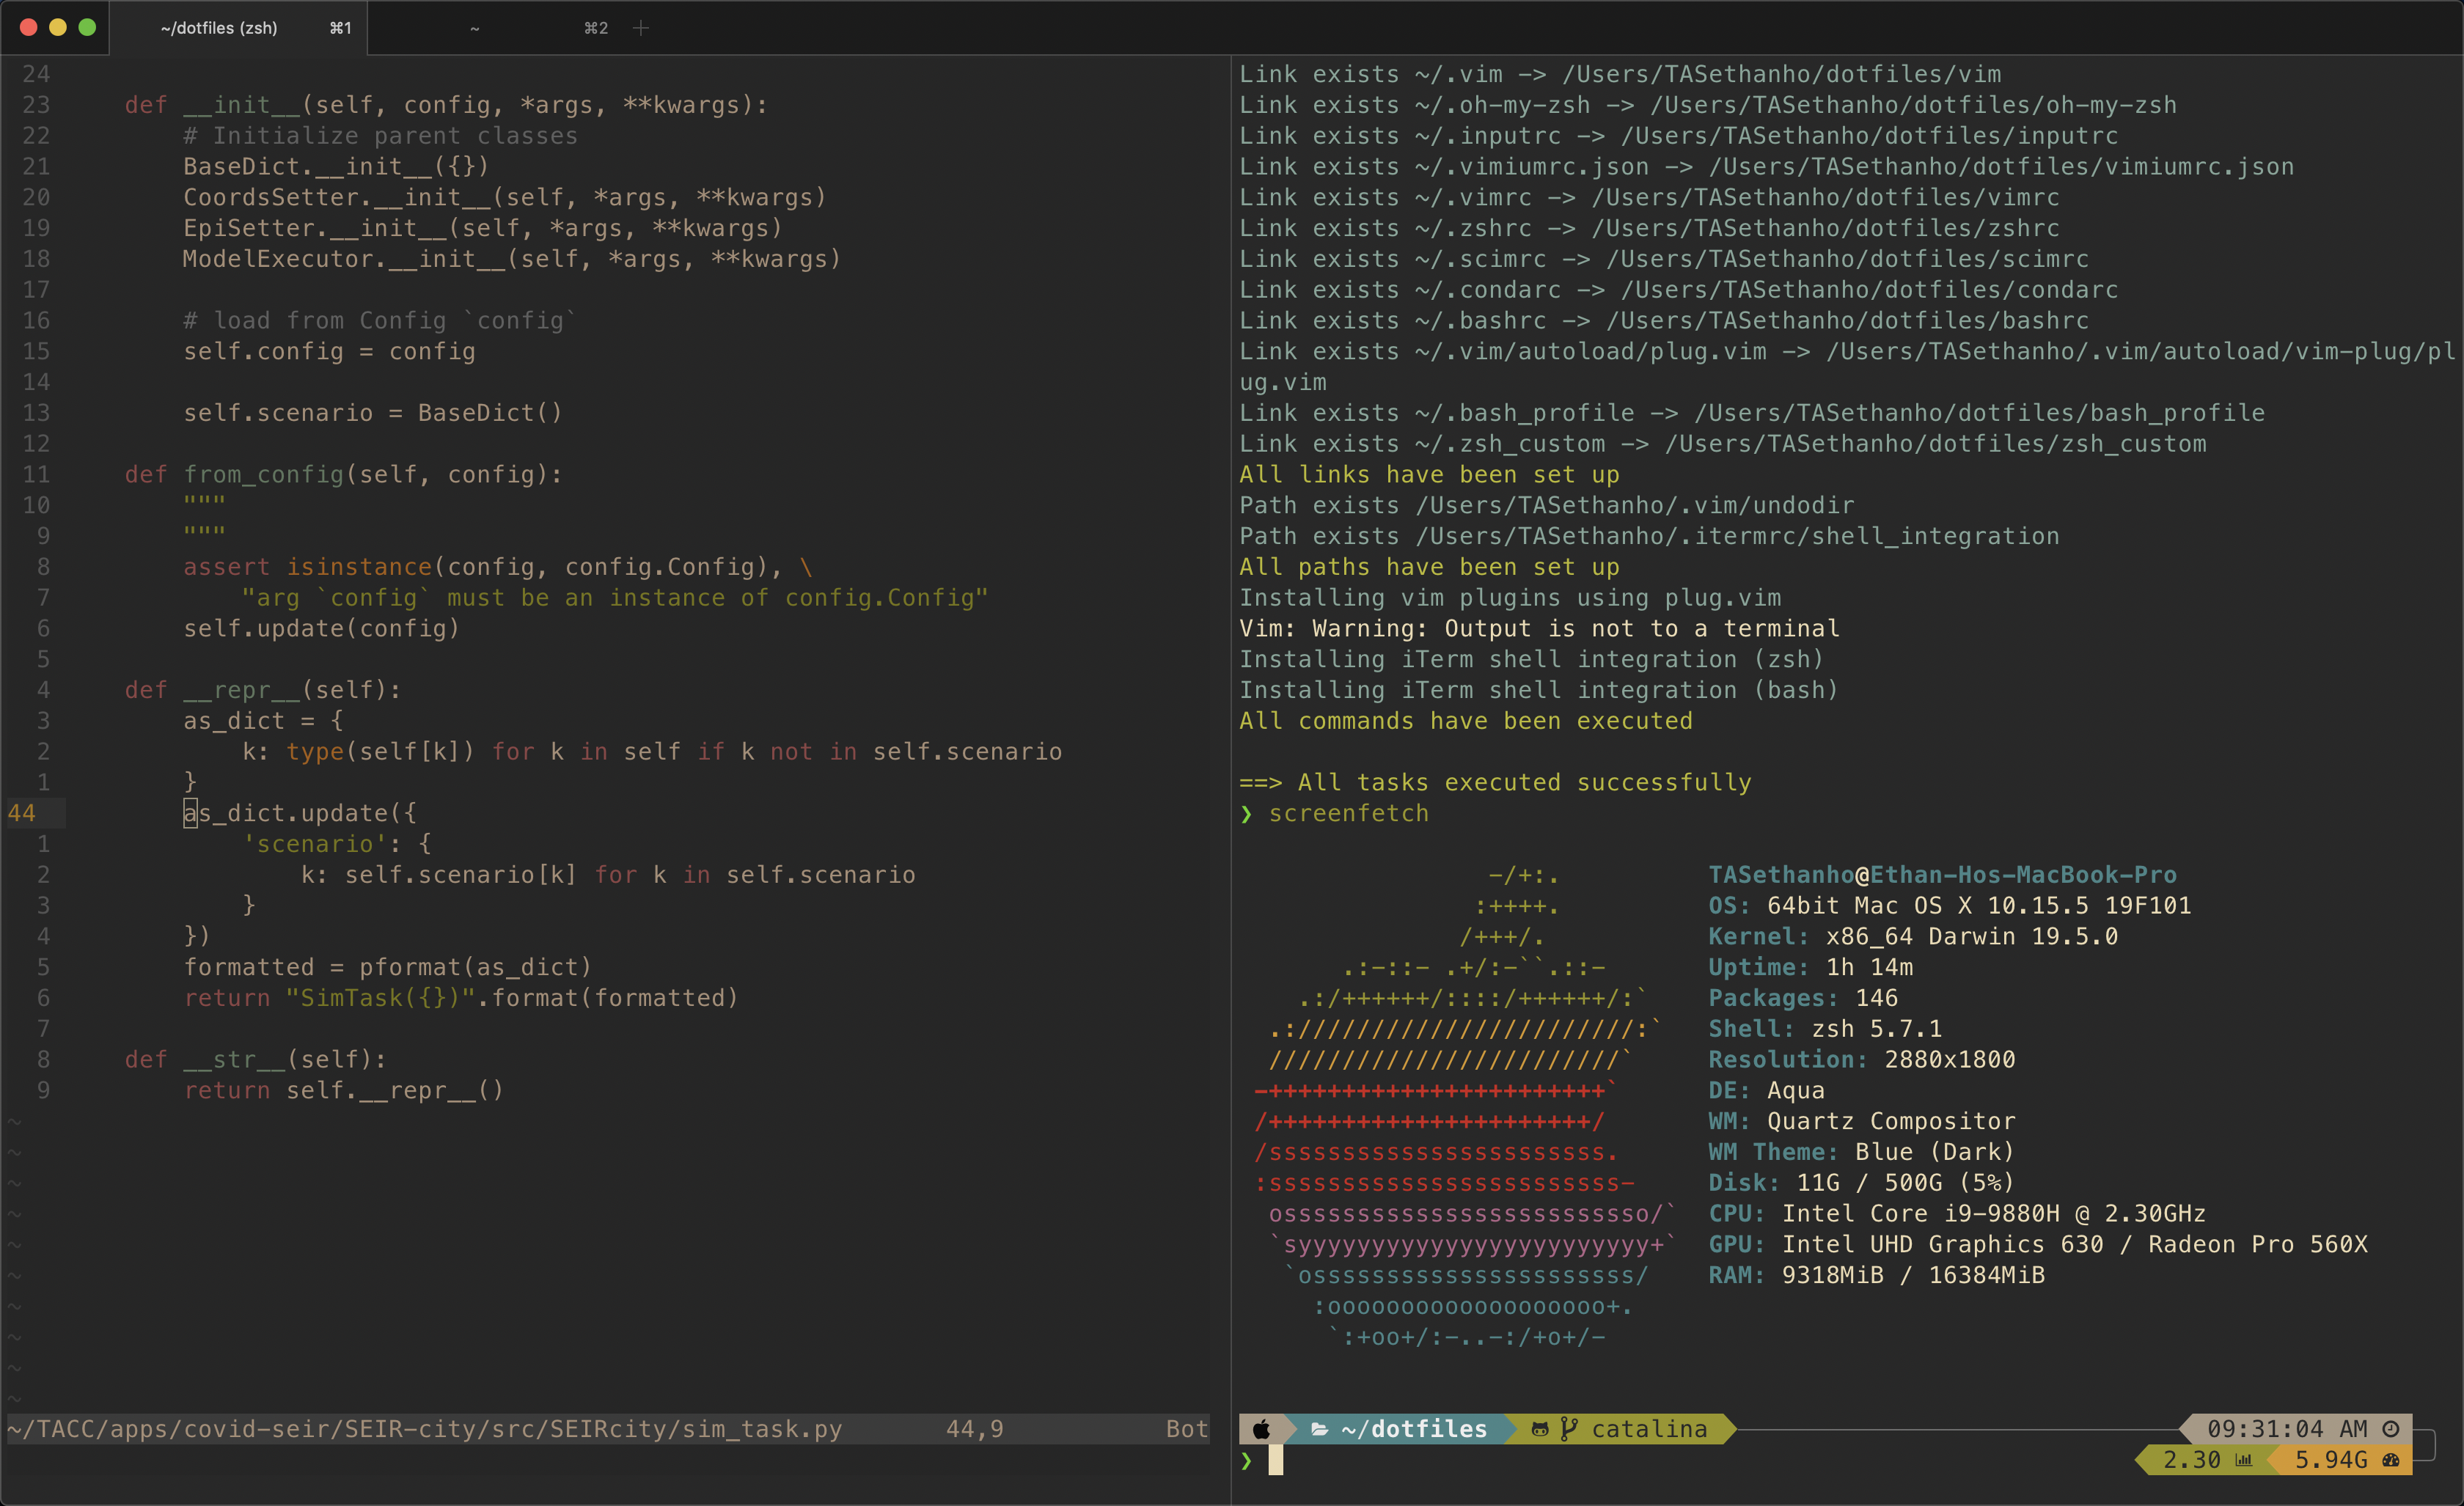 ~/dotfiles (zsh) ⌘1 ~ ⌘2 +
24
23 def __init__(self, config, *args, **kwargs):
22 # Initialize parent classes
21 BaseDict.__init__({})
20 CoordsSetter.__init__(self, *args, **kwargs)
19 EpiSetter.__init__(self, *args, **kwargs)
18 ModelExecutor.__init__(self, *args, **kwargs)
17
16 # load from Config `config`
15 self.config = config
14
13 self.scenario = BaseDict()
12
11 def from_config(self, config):
10 """
9 """
8 assert isinstance(config, config.Config), \
7 "arg `config` must be an instance of config.Config"
6 self.update(config)
5
4 def __repr__(self):
3 as_dict = {
2 k: type(self[k]) for k in self if k not in self.scenario
1 }
44 as_dict.update({
1 'scenario': {
2 k: self.scenario[k] for k in self.scenario
3 }
4 })
5 formatted = pformat(as_dict)
6 return "SimTask({})".format(formatted)
7
8 def __str__(self):
9 return self.__repr__()
~
~
~
~
~
~
~
~
~
~
~/TACC/apps/covid-seir/SEIR-city/src/SEIRcity/sim_task.py 44,9 Bot
Link exists ~/.vim -> /Users/TASethanho/dotfiles/vim
Link exists ~/.oh-my-zsh -> /Users/TASethanho/dotfiles/oh-my-zsh
Link exists ~/.inputrc -> /Users/TASethanho/dotfiles/inputrc
Link exists ~/.vimiumrc.json -> /Users/TASethanho/dotfiles/vimiumrc.json
Link exists ~/.vimrc -> /Users/TASethanho/dotfiles/vimrc
Link exists ~/.zshrc -> /Users/TASethanho/dotfiles/zshrc
Link exists ~/.scimrc -> /Users/TASethanho/dotfiles/scimrc
Link exists ~/.condarc -> /Users/TASethanho/dotfiles/condarc
Link exists ~/.bashrc -> /Users/TASethanho/dotfiles/bashrc
Link exists ~/.vim/autoload/plug.vim -> /Users/TASethanho/.vim/autoload/vim-plug/pl
ug.vim
Link exists ~/.bash_profile -> /Users/TASethanho/dotfiles/bash_profile
Link exists ~/.zsh_custom -> /Users/TASethanho/dotfiles/zsh_custom
All links have been set up
Path exists /Users/TASethanho/.vim/undodir
Path exists /Users/TASethanho/.itermrc/shell_integration
All paths have been set up
Installing vim plugins using plug.vim
Vim: Warning: Output is not to a terminal
Installing iTerm shell integration (zsh)
Installing iTerm shell integration (bash)
All commands have been executed
==> All tasks executed successfully
❯ screenfetch
-/+:. TASethanho@Ethan-Hos-MacBook-Pro
:++++. OS: 64bit Mac OS X 10.15.5 19F101
/+++/. Kernel: x86_64 Darwin 19.5.0
.:-::- .+/:-``.::- Uptime: 1h 14m
.:/++++++/::::/++++++/:` Packages: 146
.:///////////////////////:` Shell: zsh 5.7.1
////////////////////////` Resolution: 2880x1800
-+++++++++++++++++++++++` DE: Aqua
/++++++++++++++++++++++/ WM: Quartz Compositor
/sssssssssssssssssssssss. WM Theme: Blue (Dark)
:ssssssssssssssssssssssss- Disk: 11G / 500G (5%)
osssssssssssssssssssssssso/` CPU: Intel Core i9-9880H @ 2.30GHz
`syyyyyyyyyyyyyyyyyyyyyyyy+` GPU: Intel UHD Graphics 630 / Radeon Pro 560X
`ossssssssssssssssssssss/ RAM: 9318MiB / 16384MiB
:ooooooooooooooooooo+.
`:+oo+/:-..-:/+o+/-
~/dotfiles catalina 09:31:04 AM
❯ 2.30 5.94G